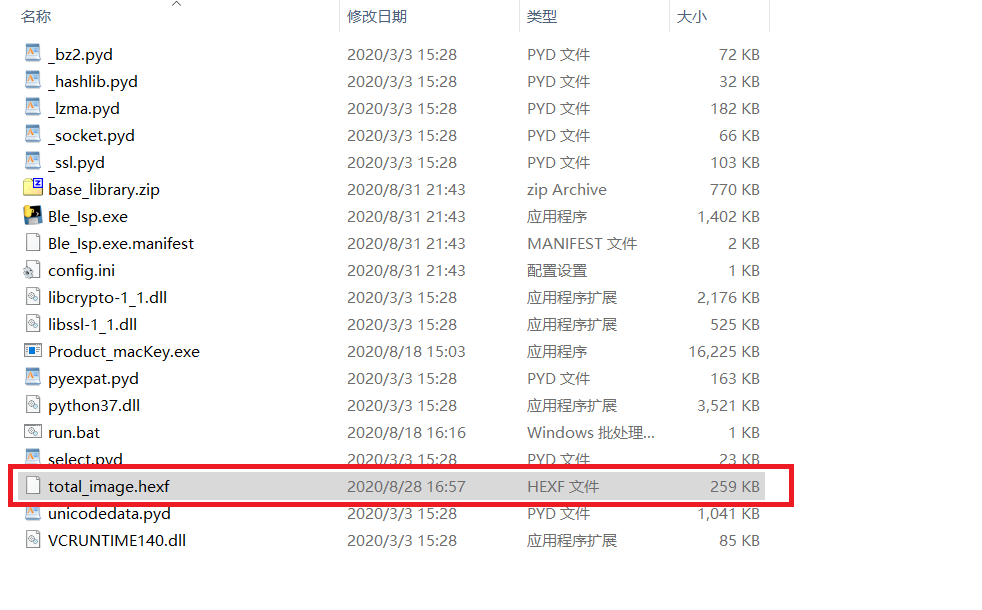 名称 修改日期 类型 大小
_bz2.pyd 2020/3/3 15:28 PYD 文件 72 KB
_hashlib.pyd 2020/3/3 15:28 PYD 文件 32 KB
_lzma.pyd 2020/3/3 15:28 PYD 文件 182 KB
_socket.pyd 2020/3/3 15:28 PYD 文件 66 KB
_ssl.pyd 2020/3/3 15:28 PYD 文件 103 KB
base_library.zip 2020/8/31 21:43 zip Archive 770 KB
Ble_Isp.exe 2020/8/31 21:43 应用程序 1,402 KB
Ble_Isp.exe.manifest 2020/8/31 21:43 MANIFEST 文件 2 KB
config.ini 2020/8/31 21:43 配置设置 1 KB
libcrypto-1_1.dll 2020/3/3 15:28 应用程序扩展 2,176 KB
libssl-1_1.dll 2020/3/3 15:28 应用程序扩展 525 KB
Product_macKey.exe 2020/8/18 15:03 应用程序 16,225 KB
pyexpat.pyd 2020/3/3 15:28 PYD 文件 163 KB
python37.dll 2020/3/3 15:28 应用程序扩展 3,521 KB
run.bat 2020/8/18 16:16 Windows 批处理... 1 KB
select.pyd 2020/3/3 15:28 PYD 文件 23 KB
total_image.hexf 2020/8/28 16:57 HEXF 文件 259 KB
unicodedata.pyd 2020/3/3 15:28 PYD 文件 1,041 KB
VCRUNTIME140.dll 2020/3/3 15:28 应用程序扩展 85 KB